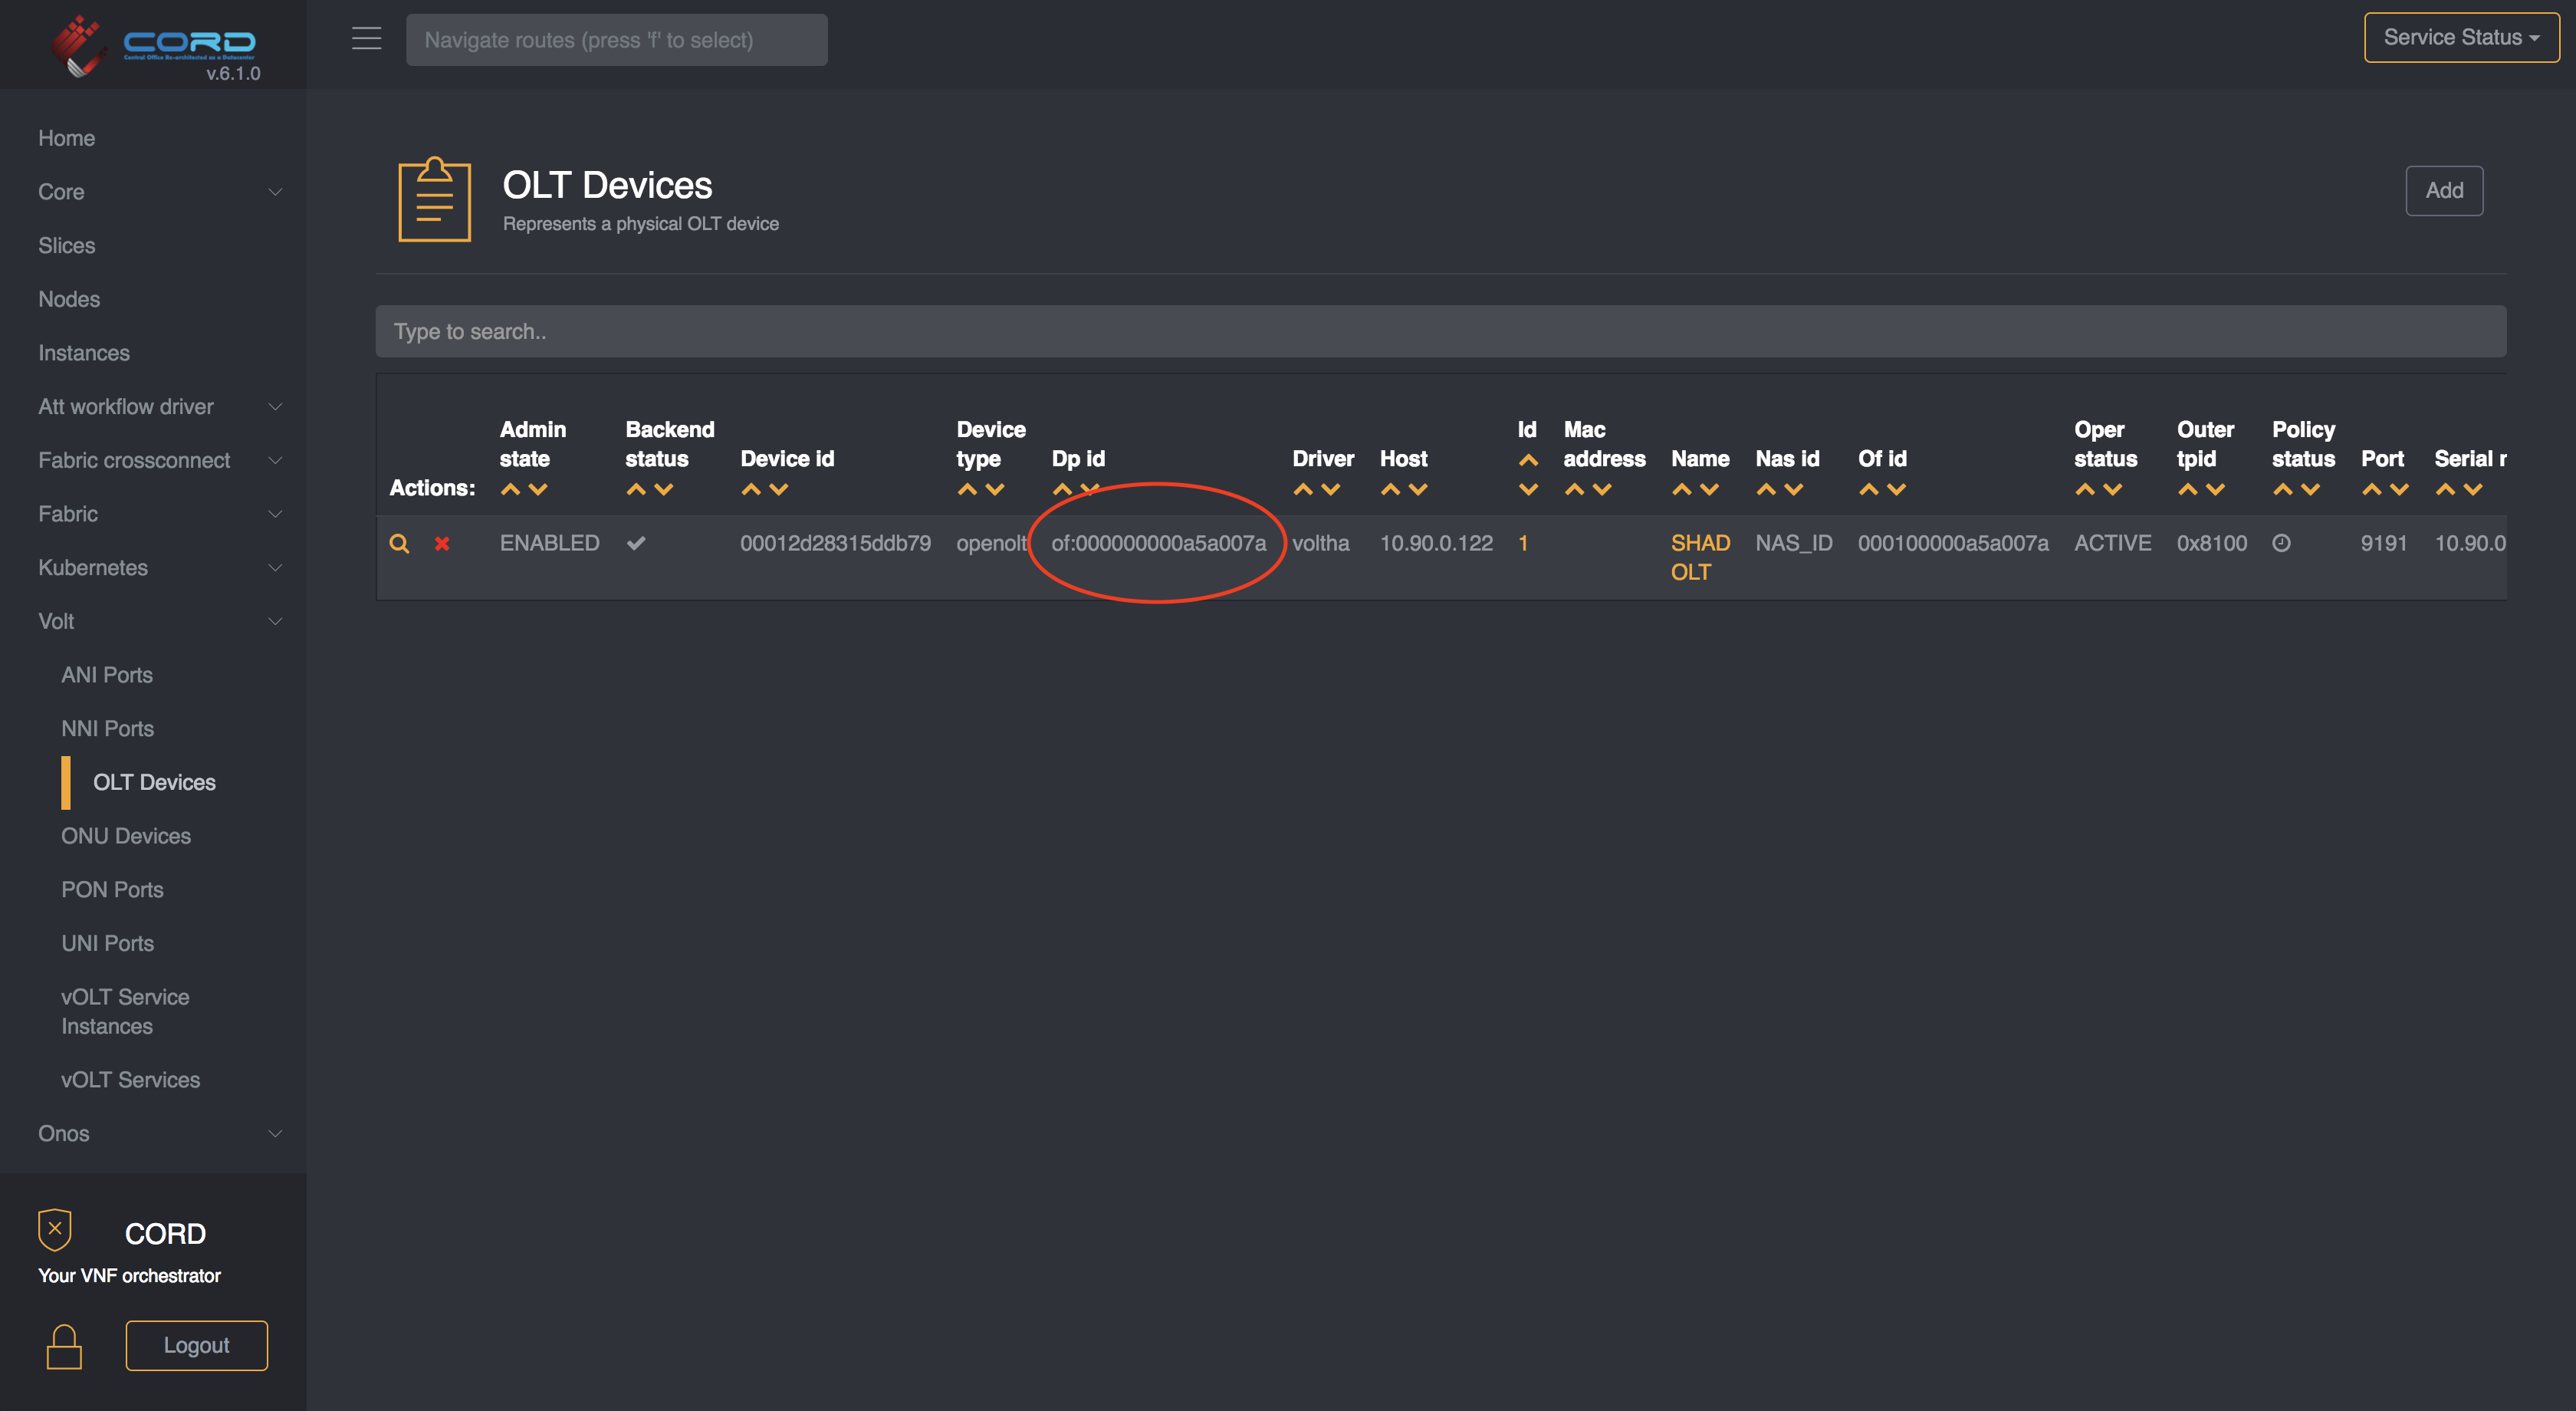 CORD
Central Office Re-architected as a Datacenter
v.6.1.0
Navigate routes (press 'f' to select)
Service Status
Home
Core
Slices
Nodes
Instances
Att workflow driver
Fabric crossconnect
Fabric
Kubernetes
Volt
ANI Ports
NNI Ports
OLT Devices
ONU Devices
PON Ports
UNI Ports
vOLT Service
Instances
vOLT Services
Onos
CORD
Your VNF orchestrator
Logout
OLT Devices
Represents a physical OLT device
Add
Type to search..
Actions: Admin state Backend status Device id Device type Dp id Driver Host Id Mac address Name Nas id Of id Oper status Outer tpid Policy status Port Serial r
ENABLED 00012d28315ddb79 openolt of:000000000a5a007a voltha 10.90.0.122 1 SHAD NAS_ID 000100000a5a007a ACTIVE 0x8100 9191 10.90.0
OLT